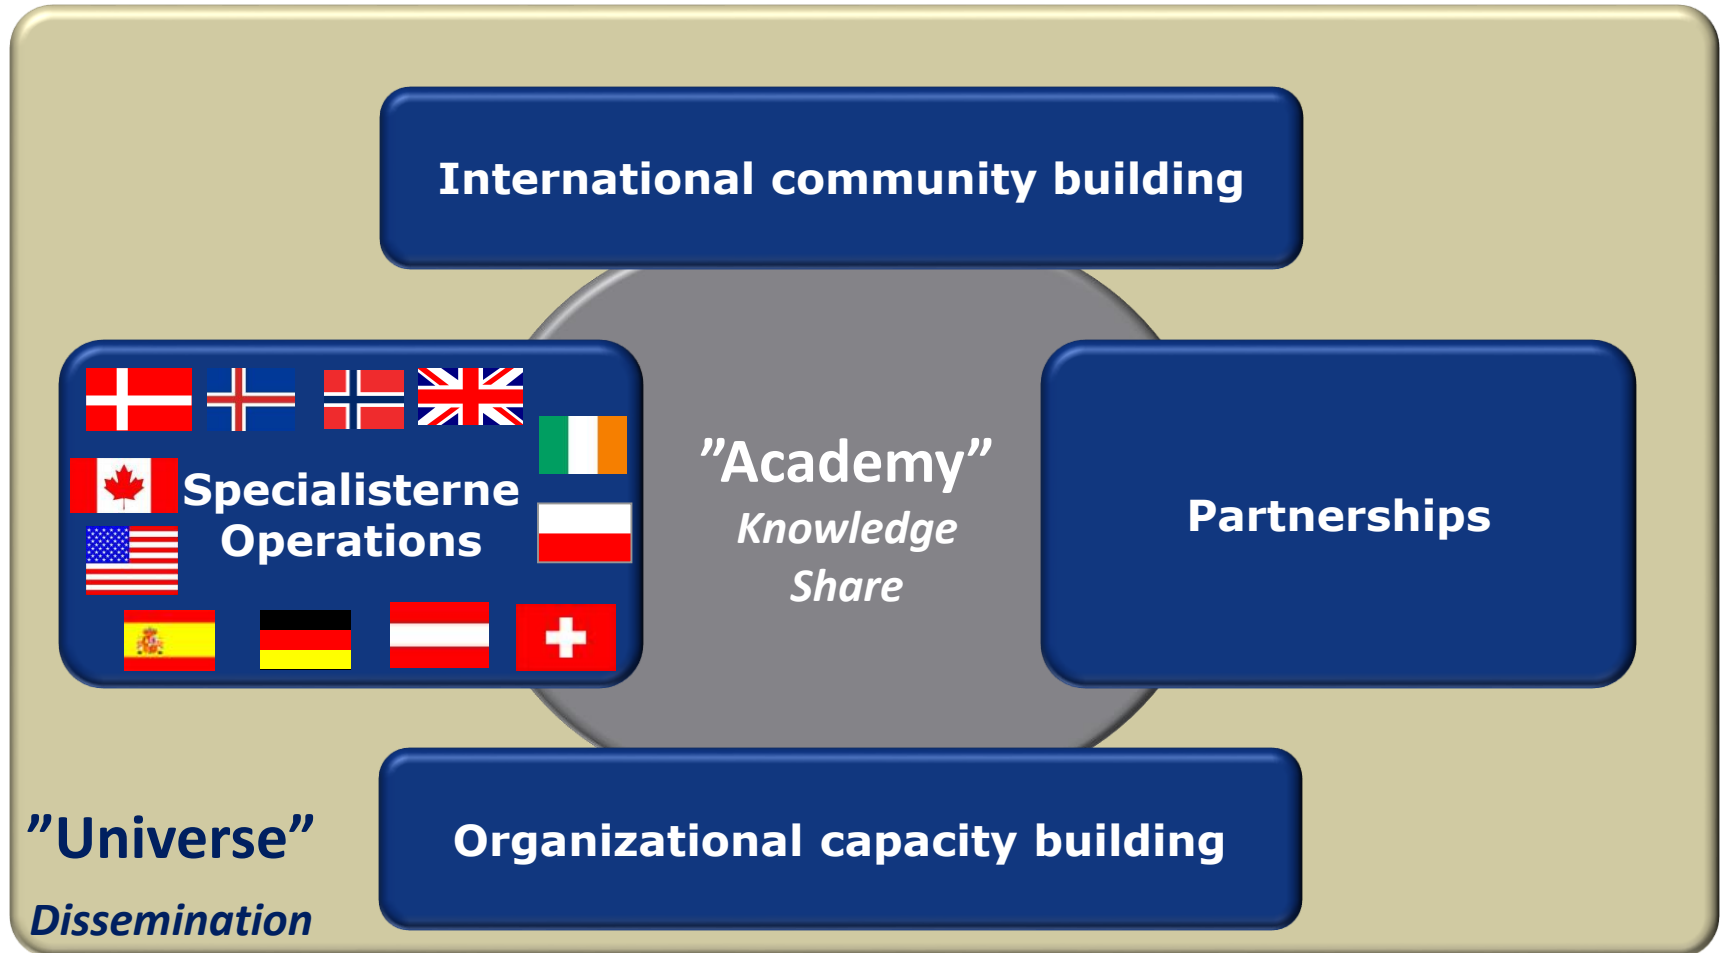 International community building
Specialisterne
Operations
”Academy”
Knowledge
Share
Partnerships
Organizational capacity building
”Universe”
Dissemination